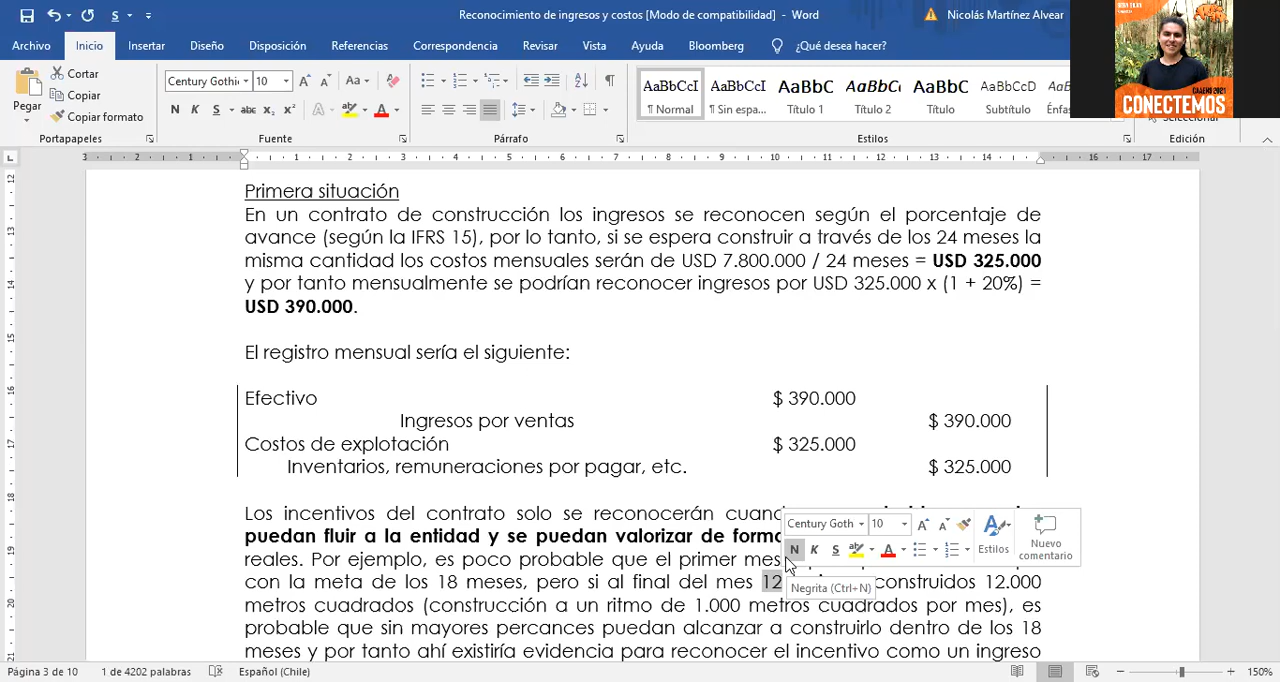 Reconocimiento de ingresos y costos [Modo de compatibilidad] - Word
Nicolás Martínez Alvear
Archivo Inicio Insertar Diseño Disposición Referencias Correspondencia Revisar Vista Ayuda Bloomberg ¿Qué desea hacer?
CONECTEMOS
CAAENS 2021
Pegar
Cortar
Copiar
Copiar formato
Century Gothi 10
AaBbCcI AaBbCcI AaBbC AaBbCc AaBbC AaBbCcD
¶ Normal ¶ Sin espa... Título 1 Título 2 Título Subtítulo Énfas
Portapapeles Fuente Párrafo Estilos Edición
Primera situación
En un contrato de construcción los ingresos se reconocen según el porcentaje de
avance (según la IFRS 15), por lo tanto, si se espera construir a través de los 24 meses la
misma cantidad los costos mensuales serán de USD 7.800.000 / 24 meses = USD 325.000
y por tanto mensualmente se podrían reconocer ingresos por USD 325.000 x (1 + 20%) =
USD 390.000.
El registro mensual sería el siguiente:
Efectivo $ 390.000
Ingresos por ventas $ 390.000
Costos de explotación $ 325.000
Inventarios, remuneraciones por pagar, etc. $ 325.000
Los incentivos del contrato solo se reconocerán
puedan fluir a la entidad y se puedan valorizar de
reales. Por ejemplo, es poco probable que el primer mes
con la meta de los 18 meses, pero si al final del mes 12 construidos 12.000
metros cuadrados (construcción a un ritmo de 1.000 metros cuadrados por mes), es
probable que sin mayores percances puedan alcanzar a construirlo dentro de los 18
meses y por tanto ahí existiría evidencia para reconocer el incentivo como un ingreso
Century Goth 10
N K S
Estilos
Nuevo
comentario
Negrita (Ctrl+N)
Página 3 de 10 1 de 4202 palabras Español (Chile) 150%